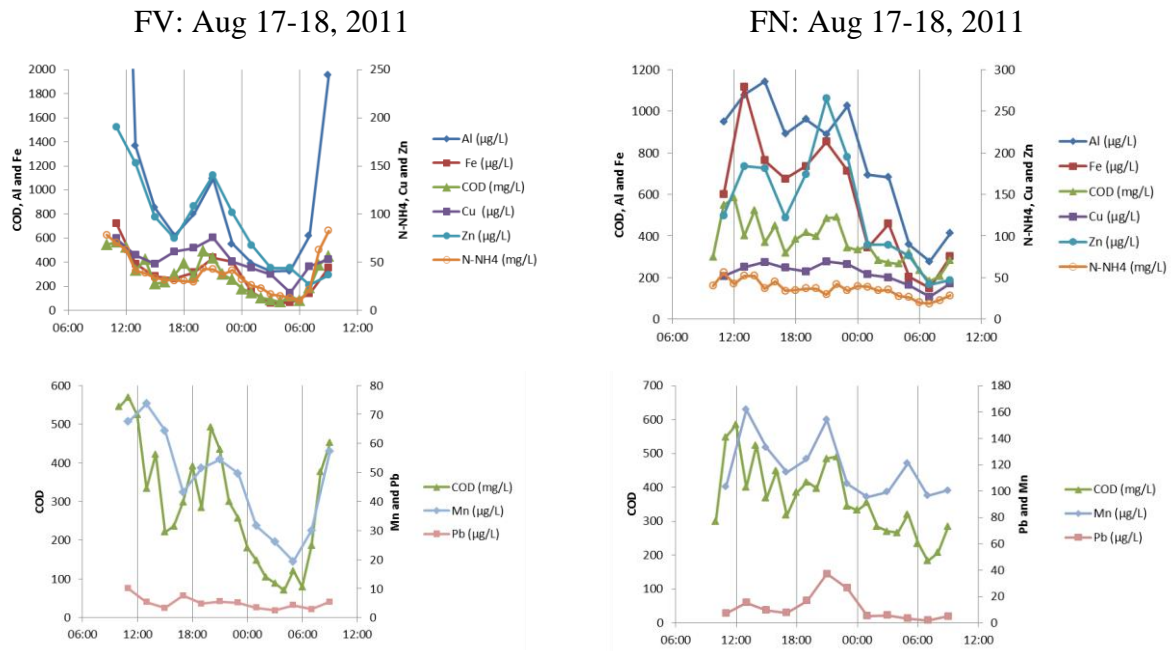 FV: Aug 17-18, 2011
2000
1800
1600
1400
1200
1000
800
600
400
200
0
COD, Al and Fe
250
200
150
100
50
0
N-NH4, Cu and Zn
06:00 12:00 18:00 00:00 06:00 12:00
Al (µg/L)
Fe (µg/L)
COD (mg/L)
Cu (µg/L)
Zn (µg/L)
N-NH4 (mg/L)
FN: Aug 17-18, 2011
1200
1000
800
600
400
200
0
COD, Al and Fe
300
250
200
150
100
50
0
N-NH4, Cu and Zn
06:00 12:00 18:00 00:00 06:00 12:00
Al (µg/L)
Fe (µg/L)
COD (mg/L)
Cu (µg/L)
Zn (µg/L)
N-NH4 (mg/L)
600
500
400
300
200
100
0
COD
80
70
60
50
40
30
20
10
0
Mn and Pb
06:00 12:00 18:00 00:00 06:00 12:00
COD (mg/L)
Mn (µg/L)
Pb (µg/L)
700
600
500
400
300
200
100
0
COD
180
160
140
120
100
80
60
40
20
0
Pb and Mn
06:00 12:00 18:00 00:00 06:00 12:00
COD (mg/L)
Mn (µg/L)
Pb (µg/L)